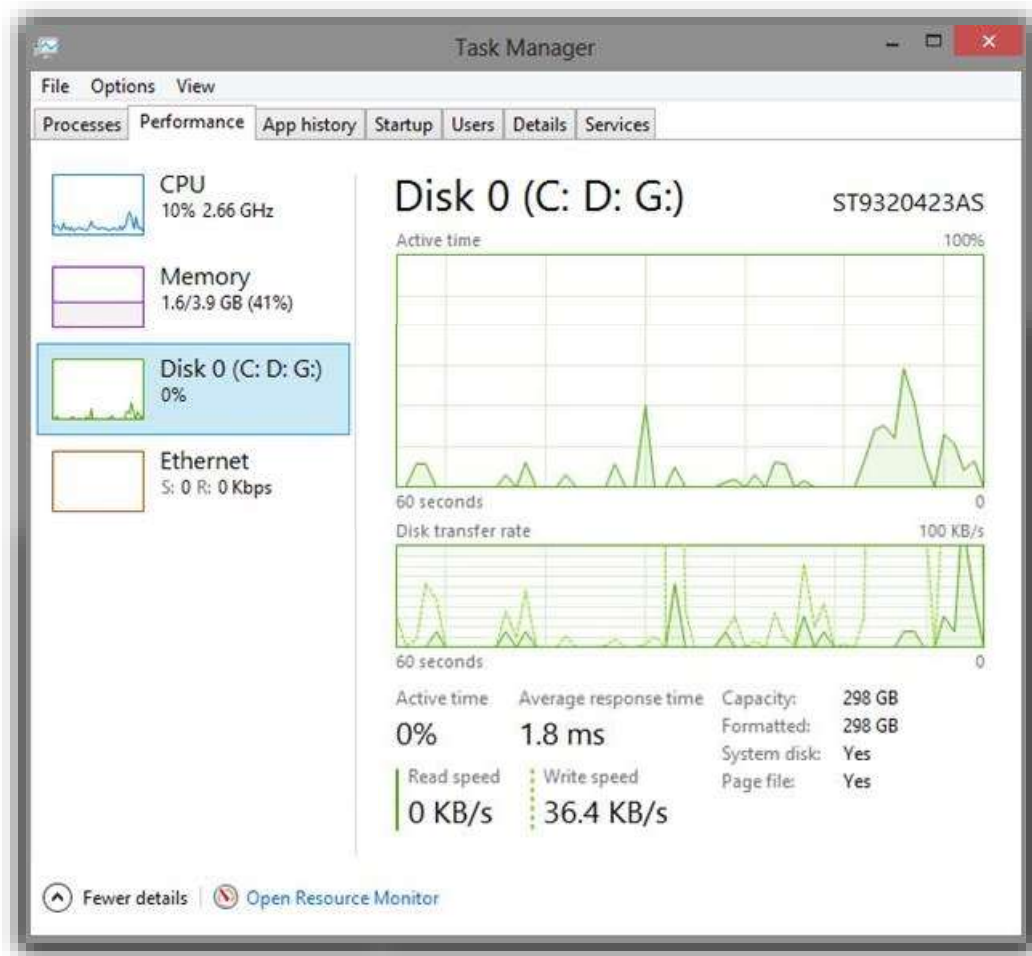 Task Manager
File Options View
Processes Performance App history Startup Users Details Services
CPU
10% 2.66 GHz
Memory
1.6/3.9 GB (41%)
Disk 0 (C: D: G:)
0%
Ethernet
S: 0 R: 0 Kbps
Disk 0 (C: D: G:) ST9320423AS
Active time 100%
60 seconds 0
Disk transfer rate 100 KB/s
60 seconds 0
Active time Average response time
0% 1.8 ms
Read speed Write speed
0 KB/s 36.4 KB/s
Capacity: 298 GB
Formatted: 298 GB
System disk: Yes
Page file: Yes
Fewer details Open Resource Monitor